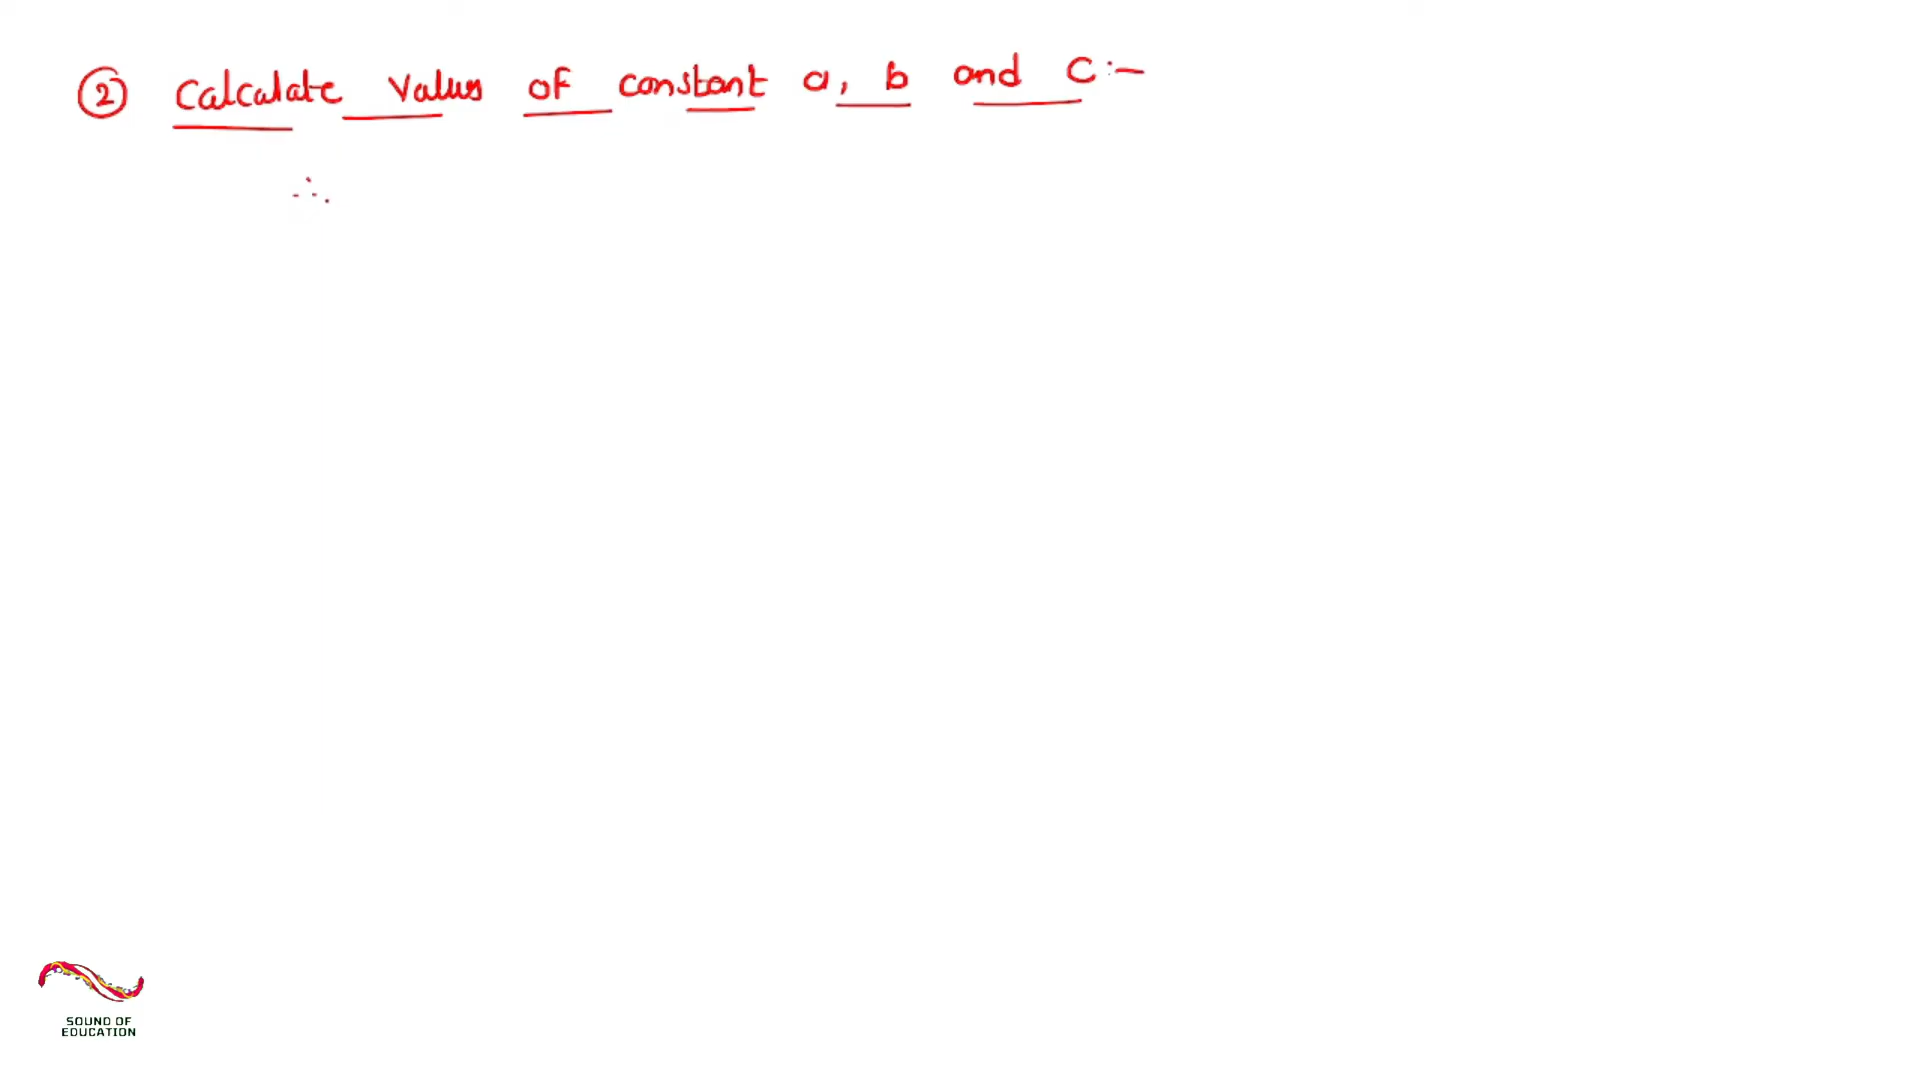 ② Calculate Values of constant a, b and c:-
∴
SOUND OF
EDUCATION